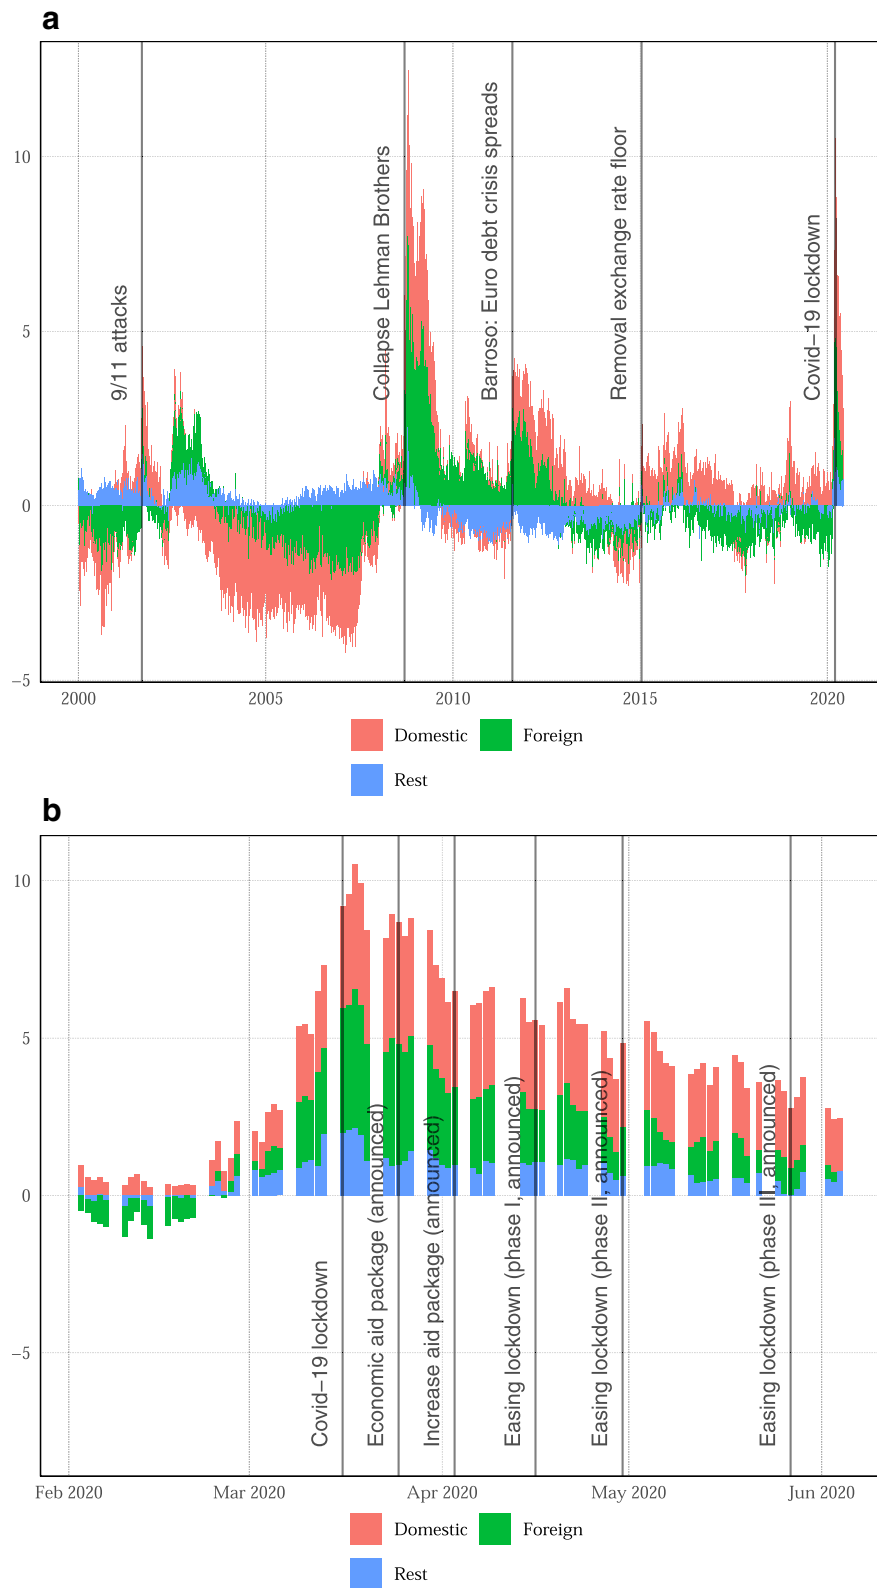 a
10
5
0
−5
9/11 attacks
Collapse Lehman Brothers
Barroso: Euro debt crisis spreads
Removal exchange rate floor
Covid−19 lockdown
2000 2005 2010 2015 2020
Domestic Foreign
Rest
b
10
5
0
−5
Covid−19 lockdown
Economic aid package (announced)
Increase aid package (announced)
Easing lockdown (phase I, announced)
Easing lockdown (phase II, announced)
Easing lockdown (phase III, announced)
Feb 2020 Mar 2020 Apr 2020 May 2020 Jun 2020
Domestic Foreign
Rest